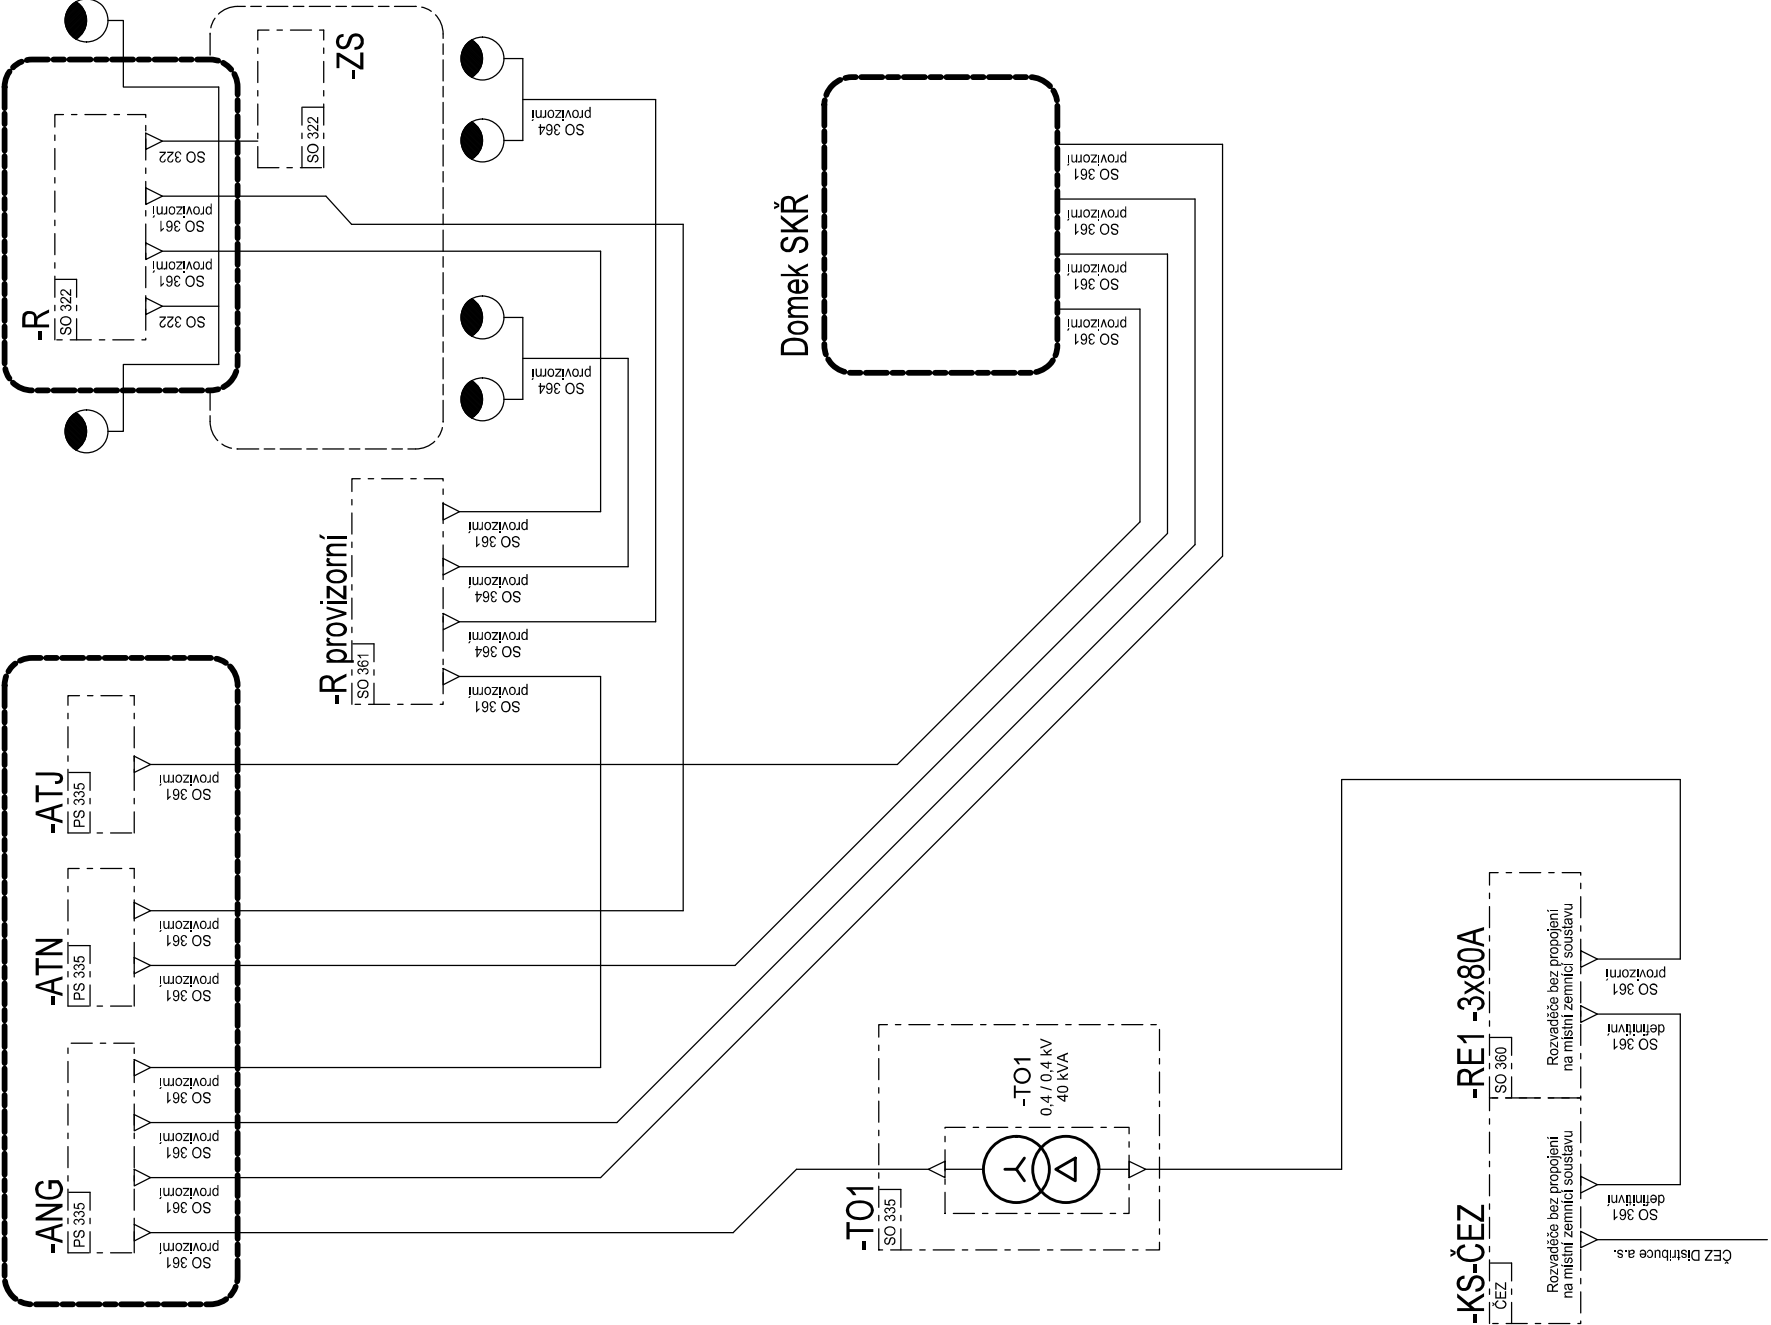 -R
SO 322
SO 322
SO 361
provizorní
SO 361
provizorní
SO 322
-ZS
SO 322
SO 364
provizorní
SO 364
provizorní
Domek SKŘ
SO 361
provizorní
SO 361
provizorní
SO 361
provizorní
SO 361
provizorní
-R provizorní
SO 361
SO 361
provizorní
SO 364
provizorní
SO 364
provizorní
SO 361
provizorní
-ATJ
PS 335
SO 361
provizorní
-ATN
PS 335
SO 361
provizorní
SO 361
provizorní
-ANG
PS 335
SO 361
provizorní
SO 361
provizorní
SO 361
provizorní
SO 361
provizorní
-TO1
SO 335
-TO1
0,4 / 0,4 kV
40 kVA
-RE1 -3x80A
SO 360
Rozvaděče bez propojení
na místní zemnící soustavu
SO 361
provizorní
SO 361
definitivní
-KS-ČEZ
ČEZ
Rozvaděče bez propojení
na místní zemnící soustavu
SO 361
definitivní
ČEZ Distribuce a.s.